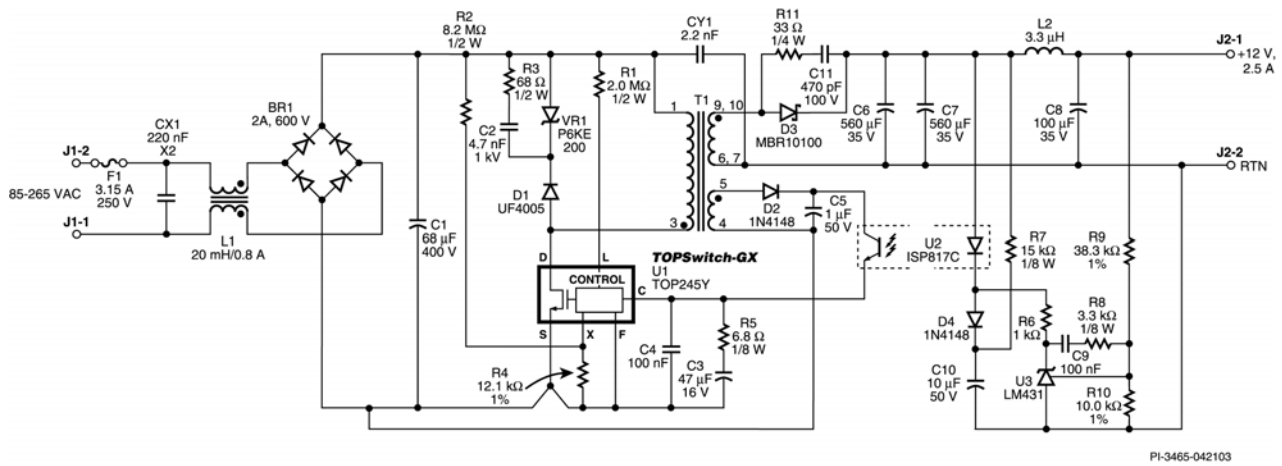 R2
8.2 MΩ
1/2 W
R3
68 Ω
1/2 W
C2
4.7 nF
1 kV
VR1
P6KE
200
D1
UF4005
R1
2.0 MΩ
1/2 W
CY1
2.2 nF
T1
1
3
9, 10
6, 7
5
4
R11
33 Ω
1/4 W
C11
470 pF
100 V
D3
MBR10100
C6
560 µF
35 V
C7
560 µF
35 V
L2
3.3 µH
C8
100 µF
35 V
J2-1
+12 V,
2.5 A
J2-2
RTN
BR1
2A, 600 V
CX1
220 nF
X2
J1-2
F1
3.15 A
250 V
85-265 VAC
J1-1
L1
20 mH/0.8 A
C1
68 µF
400 V
D2
1N4148
C5
1 µF
50 V
U2
ISP817C
R7
15 kΩ
1/8 W
R9
38.3 kΩ
1%
TOPSwitch-GX
U1
TOP245Y
D
L
CONTROL
C
S
X
F
R4
12.1 kΩ
1%
C4
100 nF
R5
6.8 Ω
1/8 W
C3
47 µF
16 V
D4
1N4148
R6
1 kΩ
R8
3.3 kΩ
1/8 W
C9
100 nF
C10
10 µF
50 V
U3
LM431
R10
10.0 kΩ
1%
PI-3465-042103